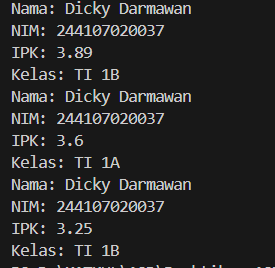 Nama: Dicky Darmawan
NIM: 244107020037
IPK: 3.89
Kelas: TI 1B
Nama: Dicky Darmawan
NIM: 244107020037
IPK: 3.6
Kelas: TI 1A
Nama: Dicky Darmawan
NIM: 244107020037
IPK: 3.25
Kelas: TI 1B